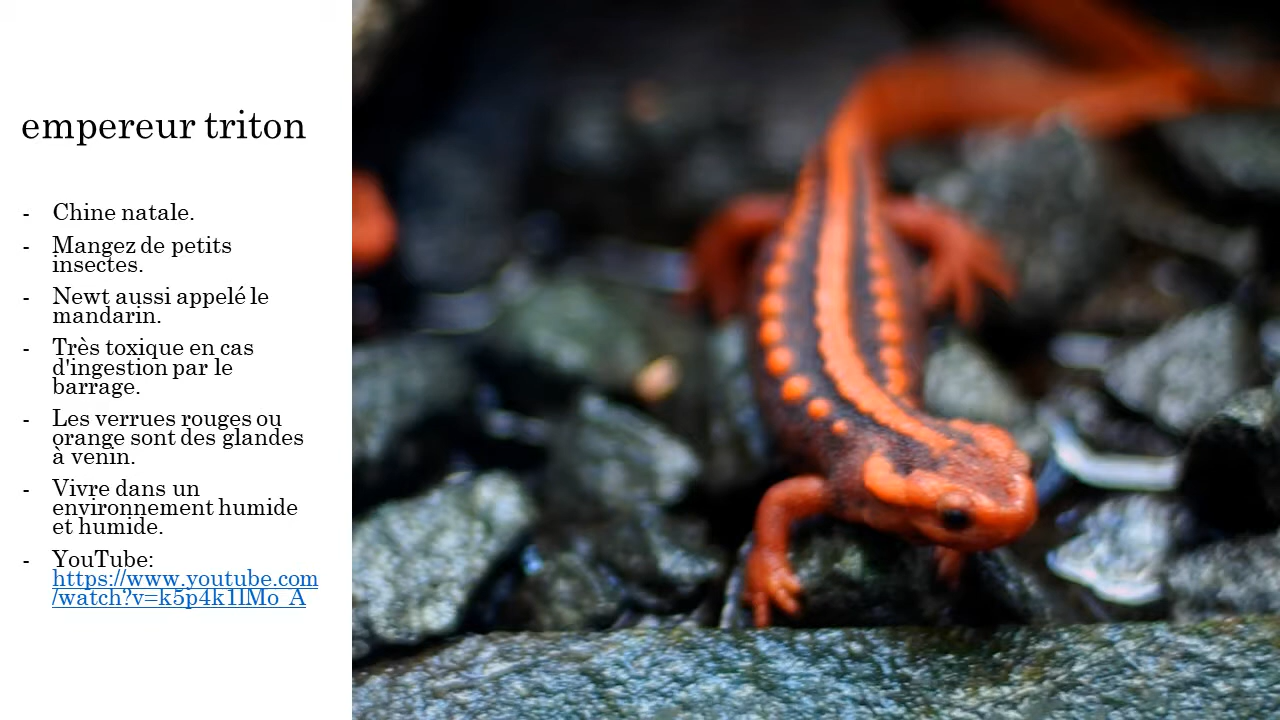 empereur triton
- Chine natale.
- Mangez de petits
insectes.
- Newt aussi appelé le
mandarin.
- Très toxique en cas
d'ingestion par le
barrage.
- Les verrues rouges ou
orange sont des glandes
à venin.
- Vivre dans un
environnement humide
et humide.
- YouTube:
https://www.youtube.com
/watch?v=k5p4k1lMo_A